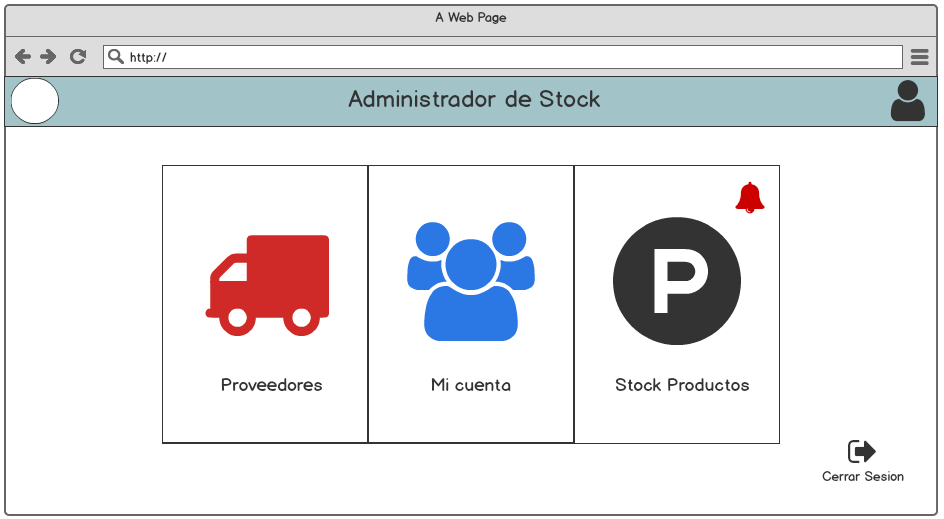 A Web Page
http://
Administrador de Stock
P
Proveedores
Mi cuenta
Stock Productos
Cerrar Sesion